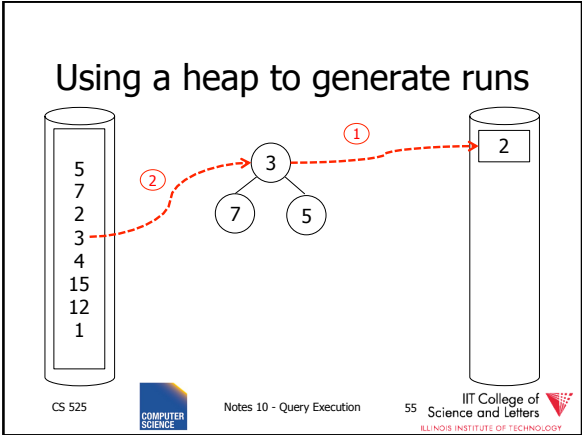 Using a heap to generate runs
5
7
2
3
4
15
12
1
2
3
7
5
1
2
CS 525
COMPUTER
SCIENCE
Notes 10 - Query Execution
55
IIT College of
Science and Letters
ILLINOIS INSTITUTE OF TECHNOLOGY